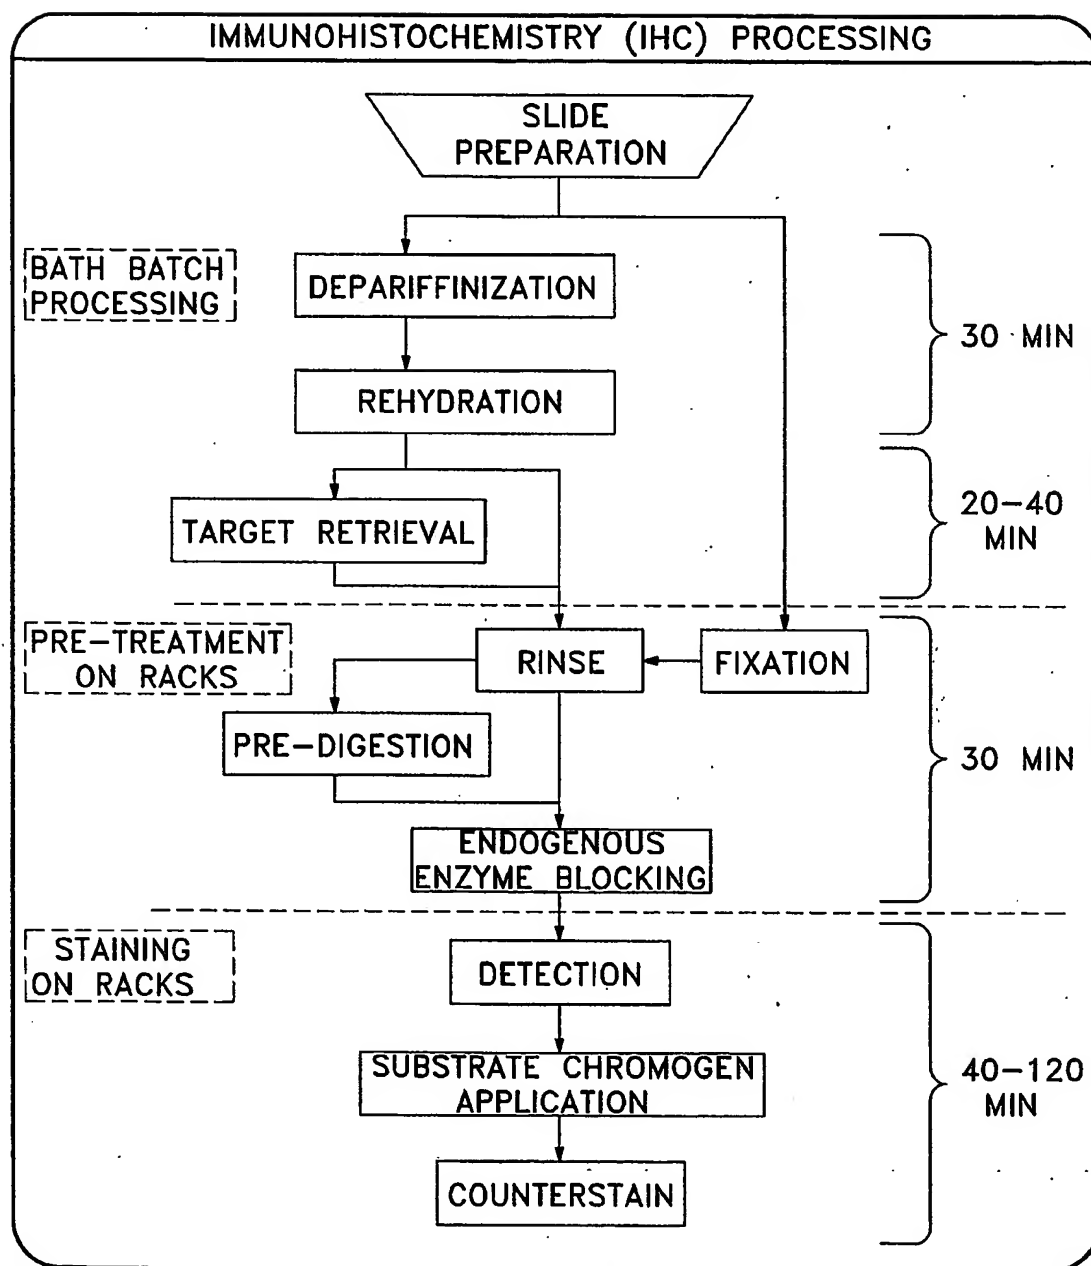 IMMUNOHISTOCHEMISTRY (IHC) PROCESSING
SLIDE
PREPARATION
BATH BATCH
PROCESSING
DEPARIFFINIZATION
30 MIN
REHYDRATION
TARGET RETRIEVAL
20-40
MIN
PRE-TREATMENT
ON RACKS
RINSE
FIXATION
PRE-DIGESTION
30 MIN
ENDOGENOUS
ENZYME BLOCKING
STAINING
ON RACKS
DETECTION
SUBSTRATE CHROMOGEN
APPLICATION
40-120
MIN
COUNTERSTAIN